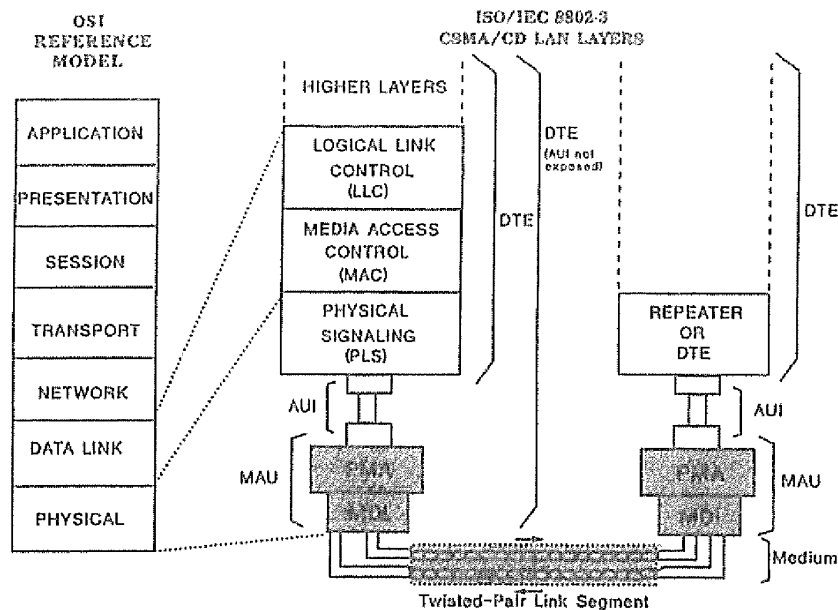 OSI
REFERENCE
MODEL
APPLICATION
PRESENTATION
SESSION
TRANSPORT
NETWORK
DATA LINK
PHYSICAL
ISO/IEC 8802-3
CSMA/CD LAN LAYERS
HIGHER LAYERS
LOGICAL LINK
CONTROL
(LLC)
MEDIA ACCESS
CONTROL
(MAC)
PHYSICAL
SIGNALING
(PLS)
DTE
DTE
(AUI not
exposed)
AUI
MAU
PMA
MDI
REPEATER
OR
DTE
DTE
AUI
PMA
MDI
MAU
Medium
Twisted-Pair Link Segment